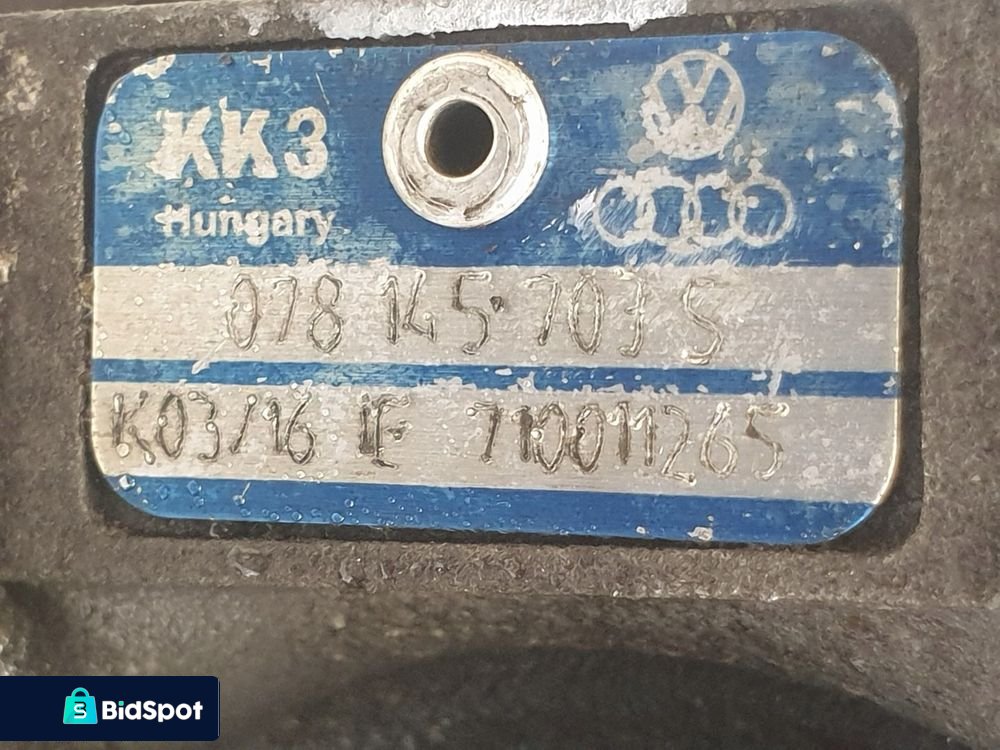 KK3
Hungary
078 145 703 S
K03/16 IF 710011265
BidSpot